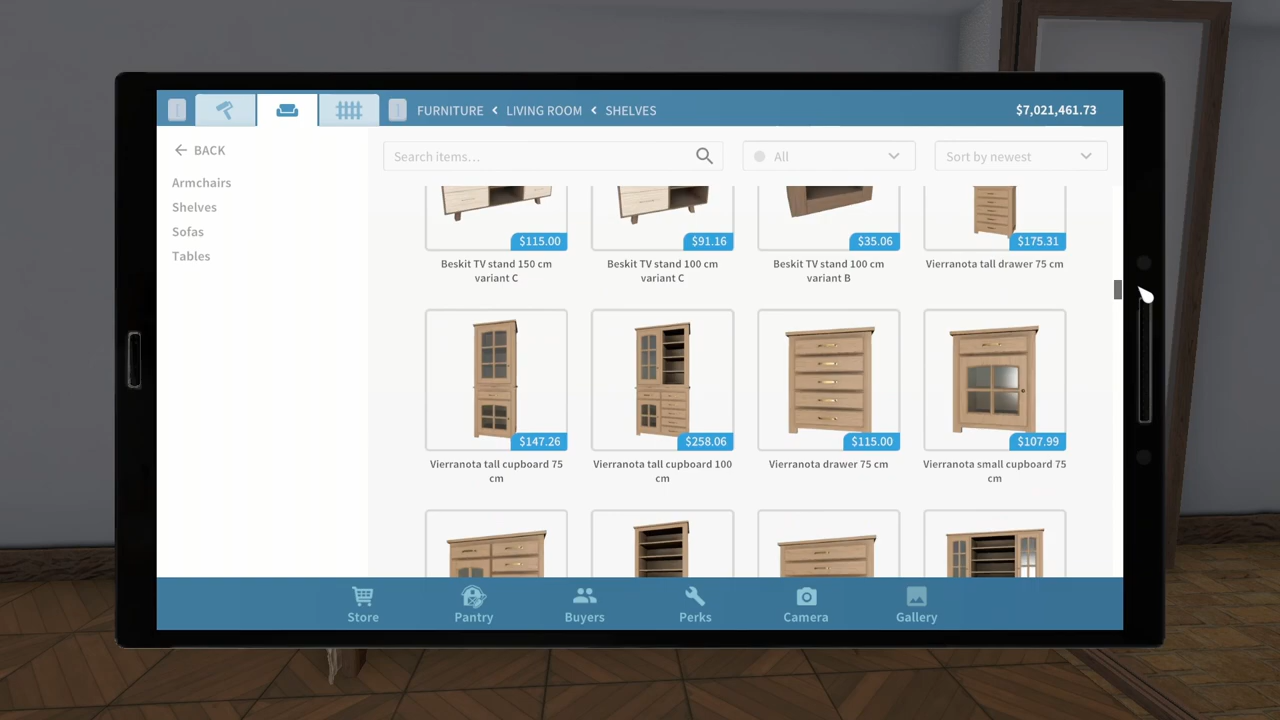 FURNITURE < LIVING ROOM < SHELVES
$7,021,461.73
BACK
Armchairs
Shelves
Sofas
Tables
Search items...
All
Sort by newest
$115.00
$91.16
$35.06
$175.31
Beskit TV stand 150 cm
variant C
Beskit TV stand 100 cm
variant C
Beskit TV stand 100 cm
variant B
Vierranota tall drawer 75 cm
$147.26
$258.06
$115.00
$107.99
Vierranota tall cupboard 75
cm
Vierranota tall cupboard 100
cm
Vierranota drawer 75 cm
Vierranota small cupboard 75
cm
Store
Pantry
Buyers
Perks
Camera
Gallery